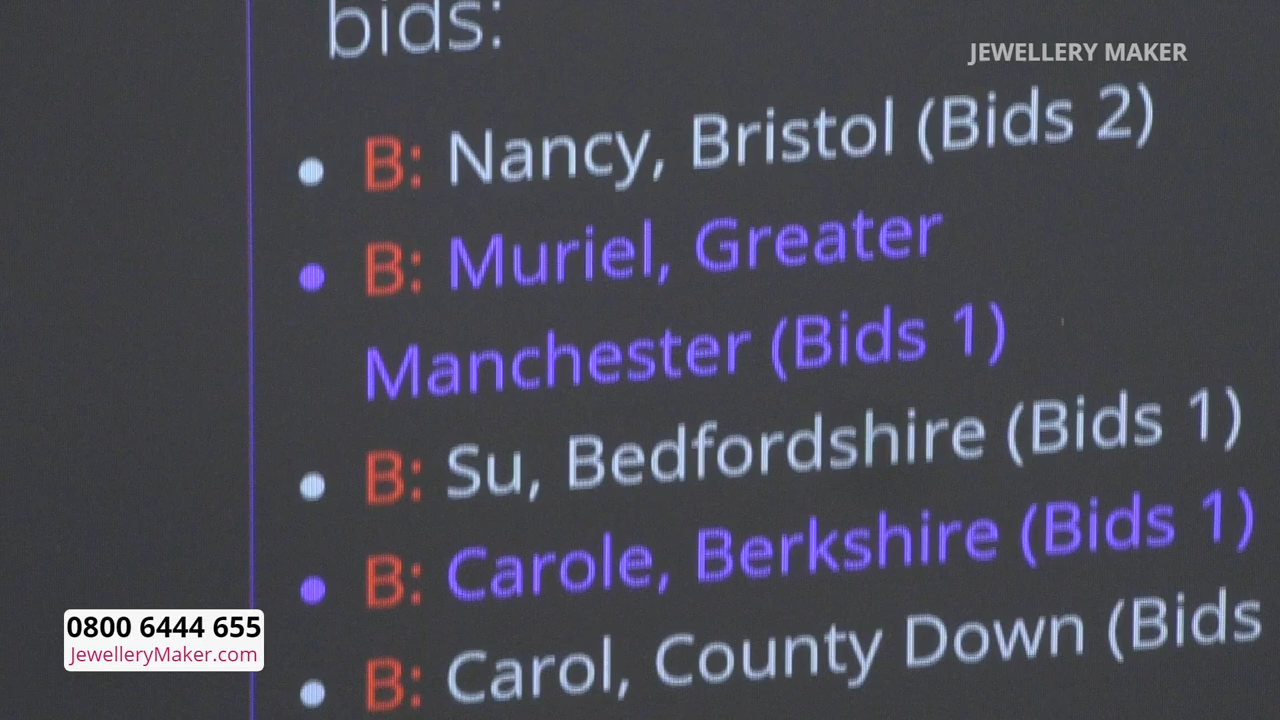 bids:
JEWELLERY MAKER
• B: Nancy, Bristol (Bids 2)
• B: Muriel, Greater
Manchester (Bids 1)
• B: Su, Bedfordshire (Bids 1)
• B: Carole, Berkshire (Bids 1)
• B: Carol, County Down (Bids
0800 6444 655
JewelleryMaker.com